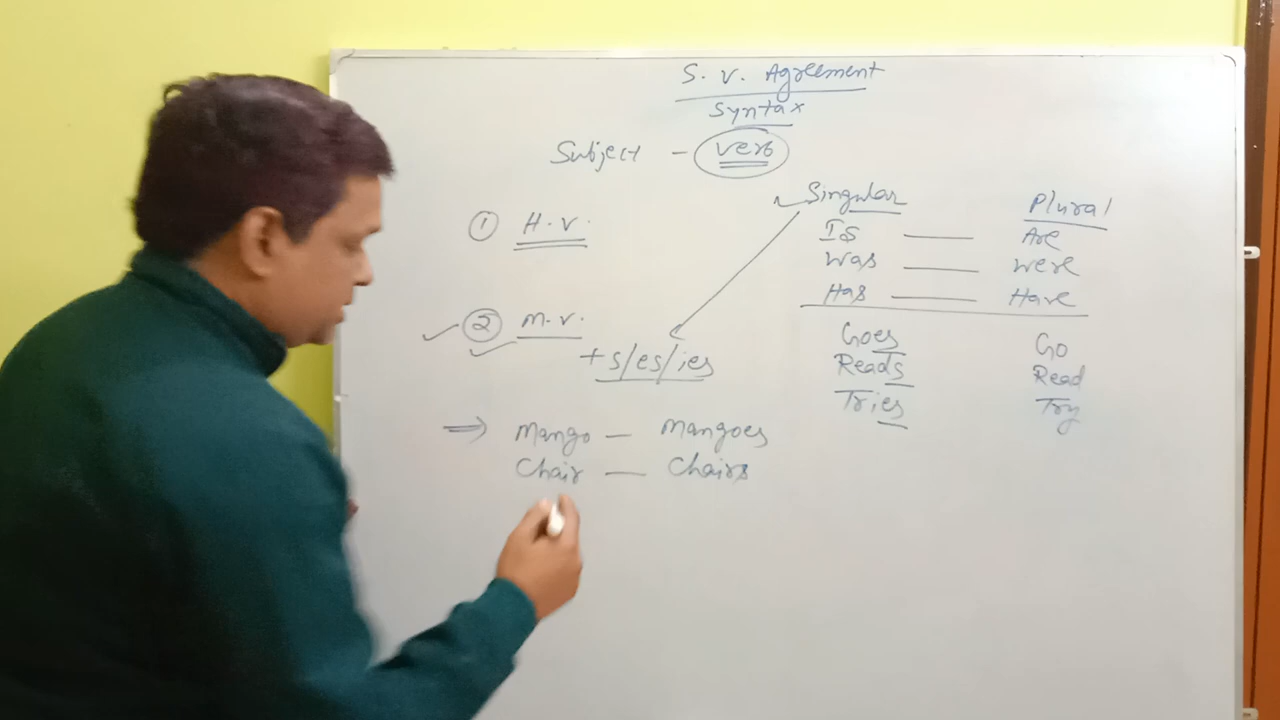 S. V. Agreement
Syntax
Subject - Verb
Singular Plural
① H.V.
Is — Are
Was — Were
Has — Have
② M.V.
+ s/es/ies
Goes Go
Reads Read
Tries Try
⇒ Mango — Mangoes
Chair — Chairs